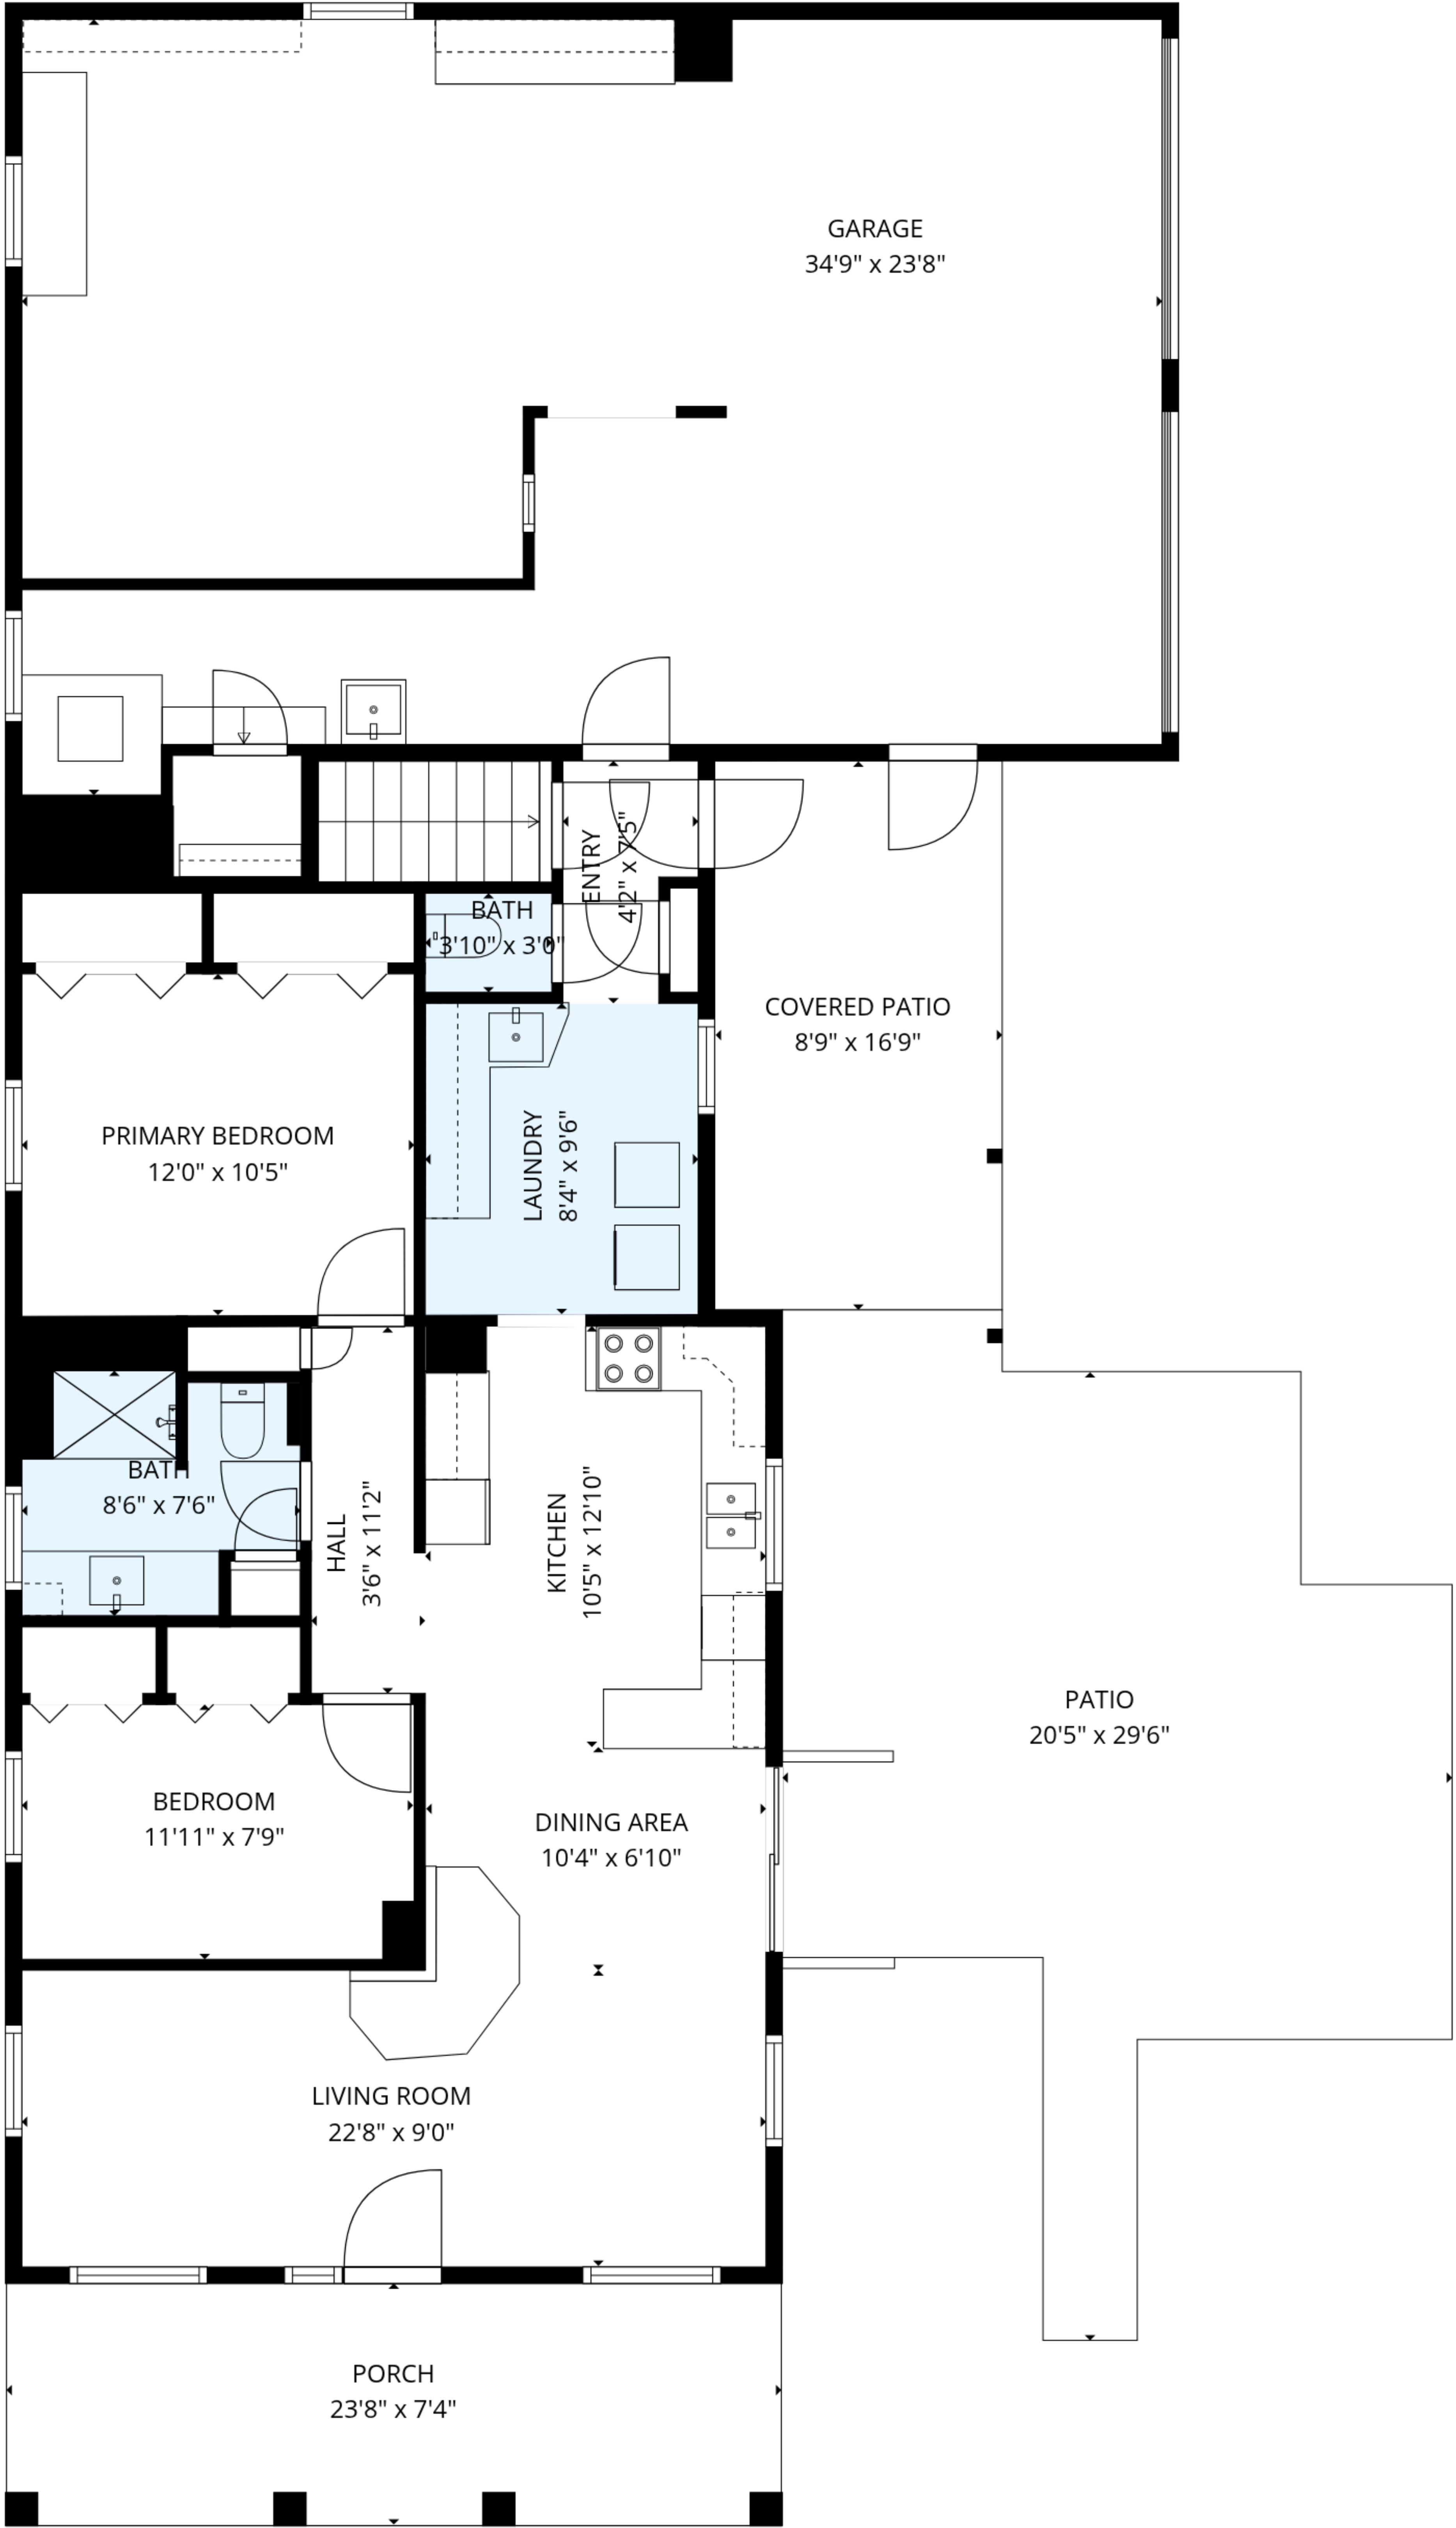 GARAGE
34'9" x 23'8"
ENTRY
4'2" x 7'5"
BATH
3'10" x 3'0"
COVERED PATIO
8'9" x 16'9"
PRIMARY BEDROOM
12'0" x 10'5"
LAUNDRY
8'4" x 9'6"
BATH
8'6" x 7'6"
HALL
3'6" x 11'2"
KITCHEN
10'5" x 12'10"
PATIO
20'5" x 29'6"
BEDROOM
11'11" x 7'9"
DINING AREA
10'4" x 6'10"
LIVING ROOM
22'8" x 9'0"
PORCH
23'8" x 7'4"